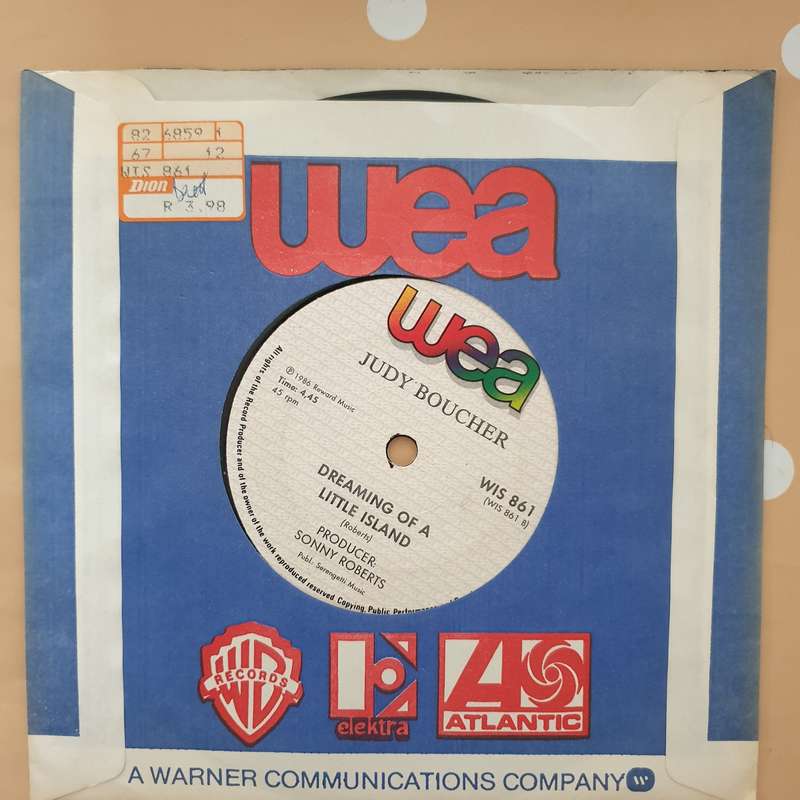 82 6859 1
67 12
WIS 861
Dion
R 3.98
wea
wea
JUDY BOUCHER
℗ 1986 Reward Music
Time: 4,45
45 rpm
WIS 861
(WIS 861 B)
DREAMING OF A
LITTLE ISLAND
(Roberts)
PRODUCER:
SONNY ROBERTS
Publ.: Serengetti Music
All rights of the Record Producer and of the owner of the work reproduced reserved Copying, Public Performance
WB
RECORDS
elektra
ATLANTIC
A WARNER COMMUNICATIONS COMPANY